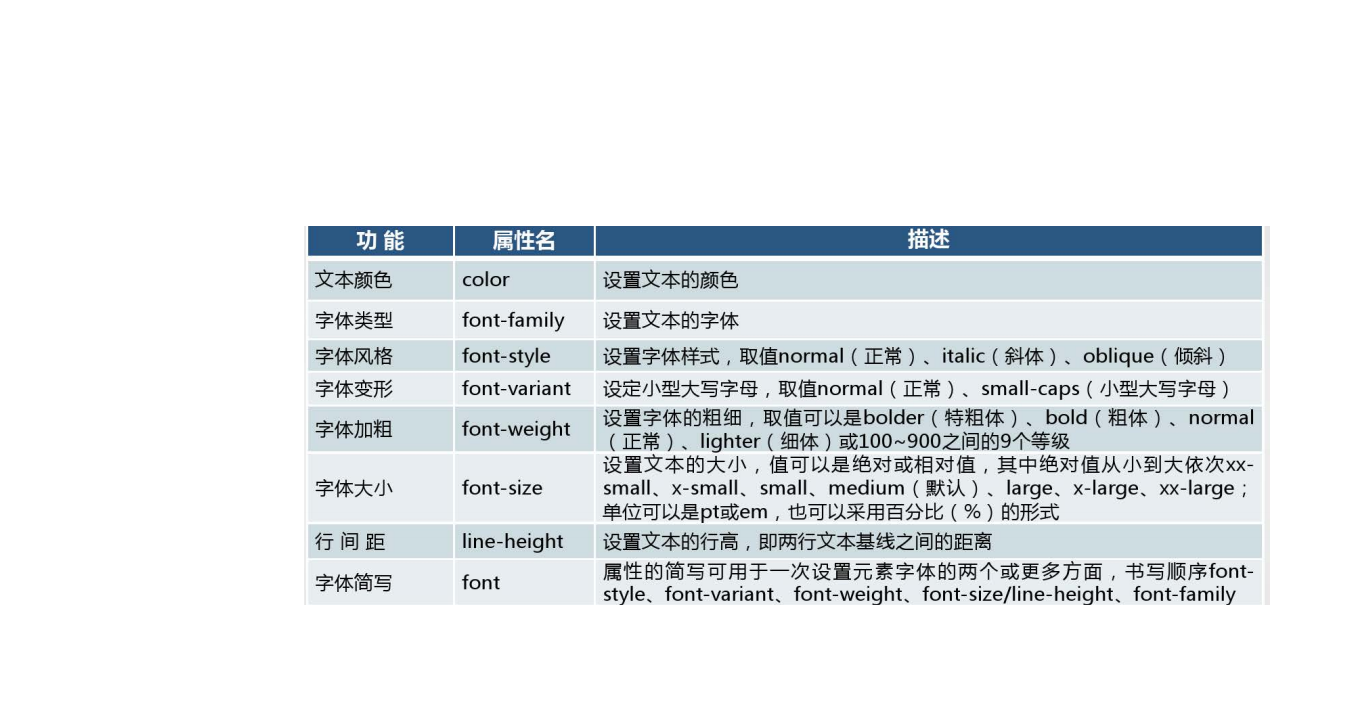 功 能 属性名 描述
文本颜色 color 设置文本的颜色
字体类型 font-family 设置文本的字体
字体风格 font-style 设置字体样式，取值normal（正常）、italic（斜体）、oblique（倾斜）
字体变形 font-variant 设定小型大写字母，取值normal（正常）、small-caps（小型大写字母）
字体加粗 font-weight 设置字体的粗细，取值可以是bolder（特粗体）、bold（粗体）、normal
（正常）、lighter（细体）或100~900之间的9个等级
字体大小 font-size 设置文本的大小，值可以是绝对或相对值，其中绝对值从小到大依次xx-
small、x-small、small、medium（默认）、large、x-large、xx-large；
单位可以是pt或em，也可以采用百分比（%）的形式
行 间 距 line-height 设置文本的行高，即两行文本基线之间的距离
字体简写 font 属性的简写可用于一次设置元素字体的两个或更多方面，书写顺序font-
style、font-variant、font-weight、font-size/line-height、font-family